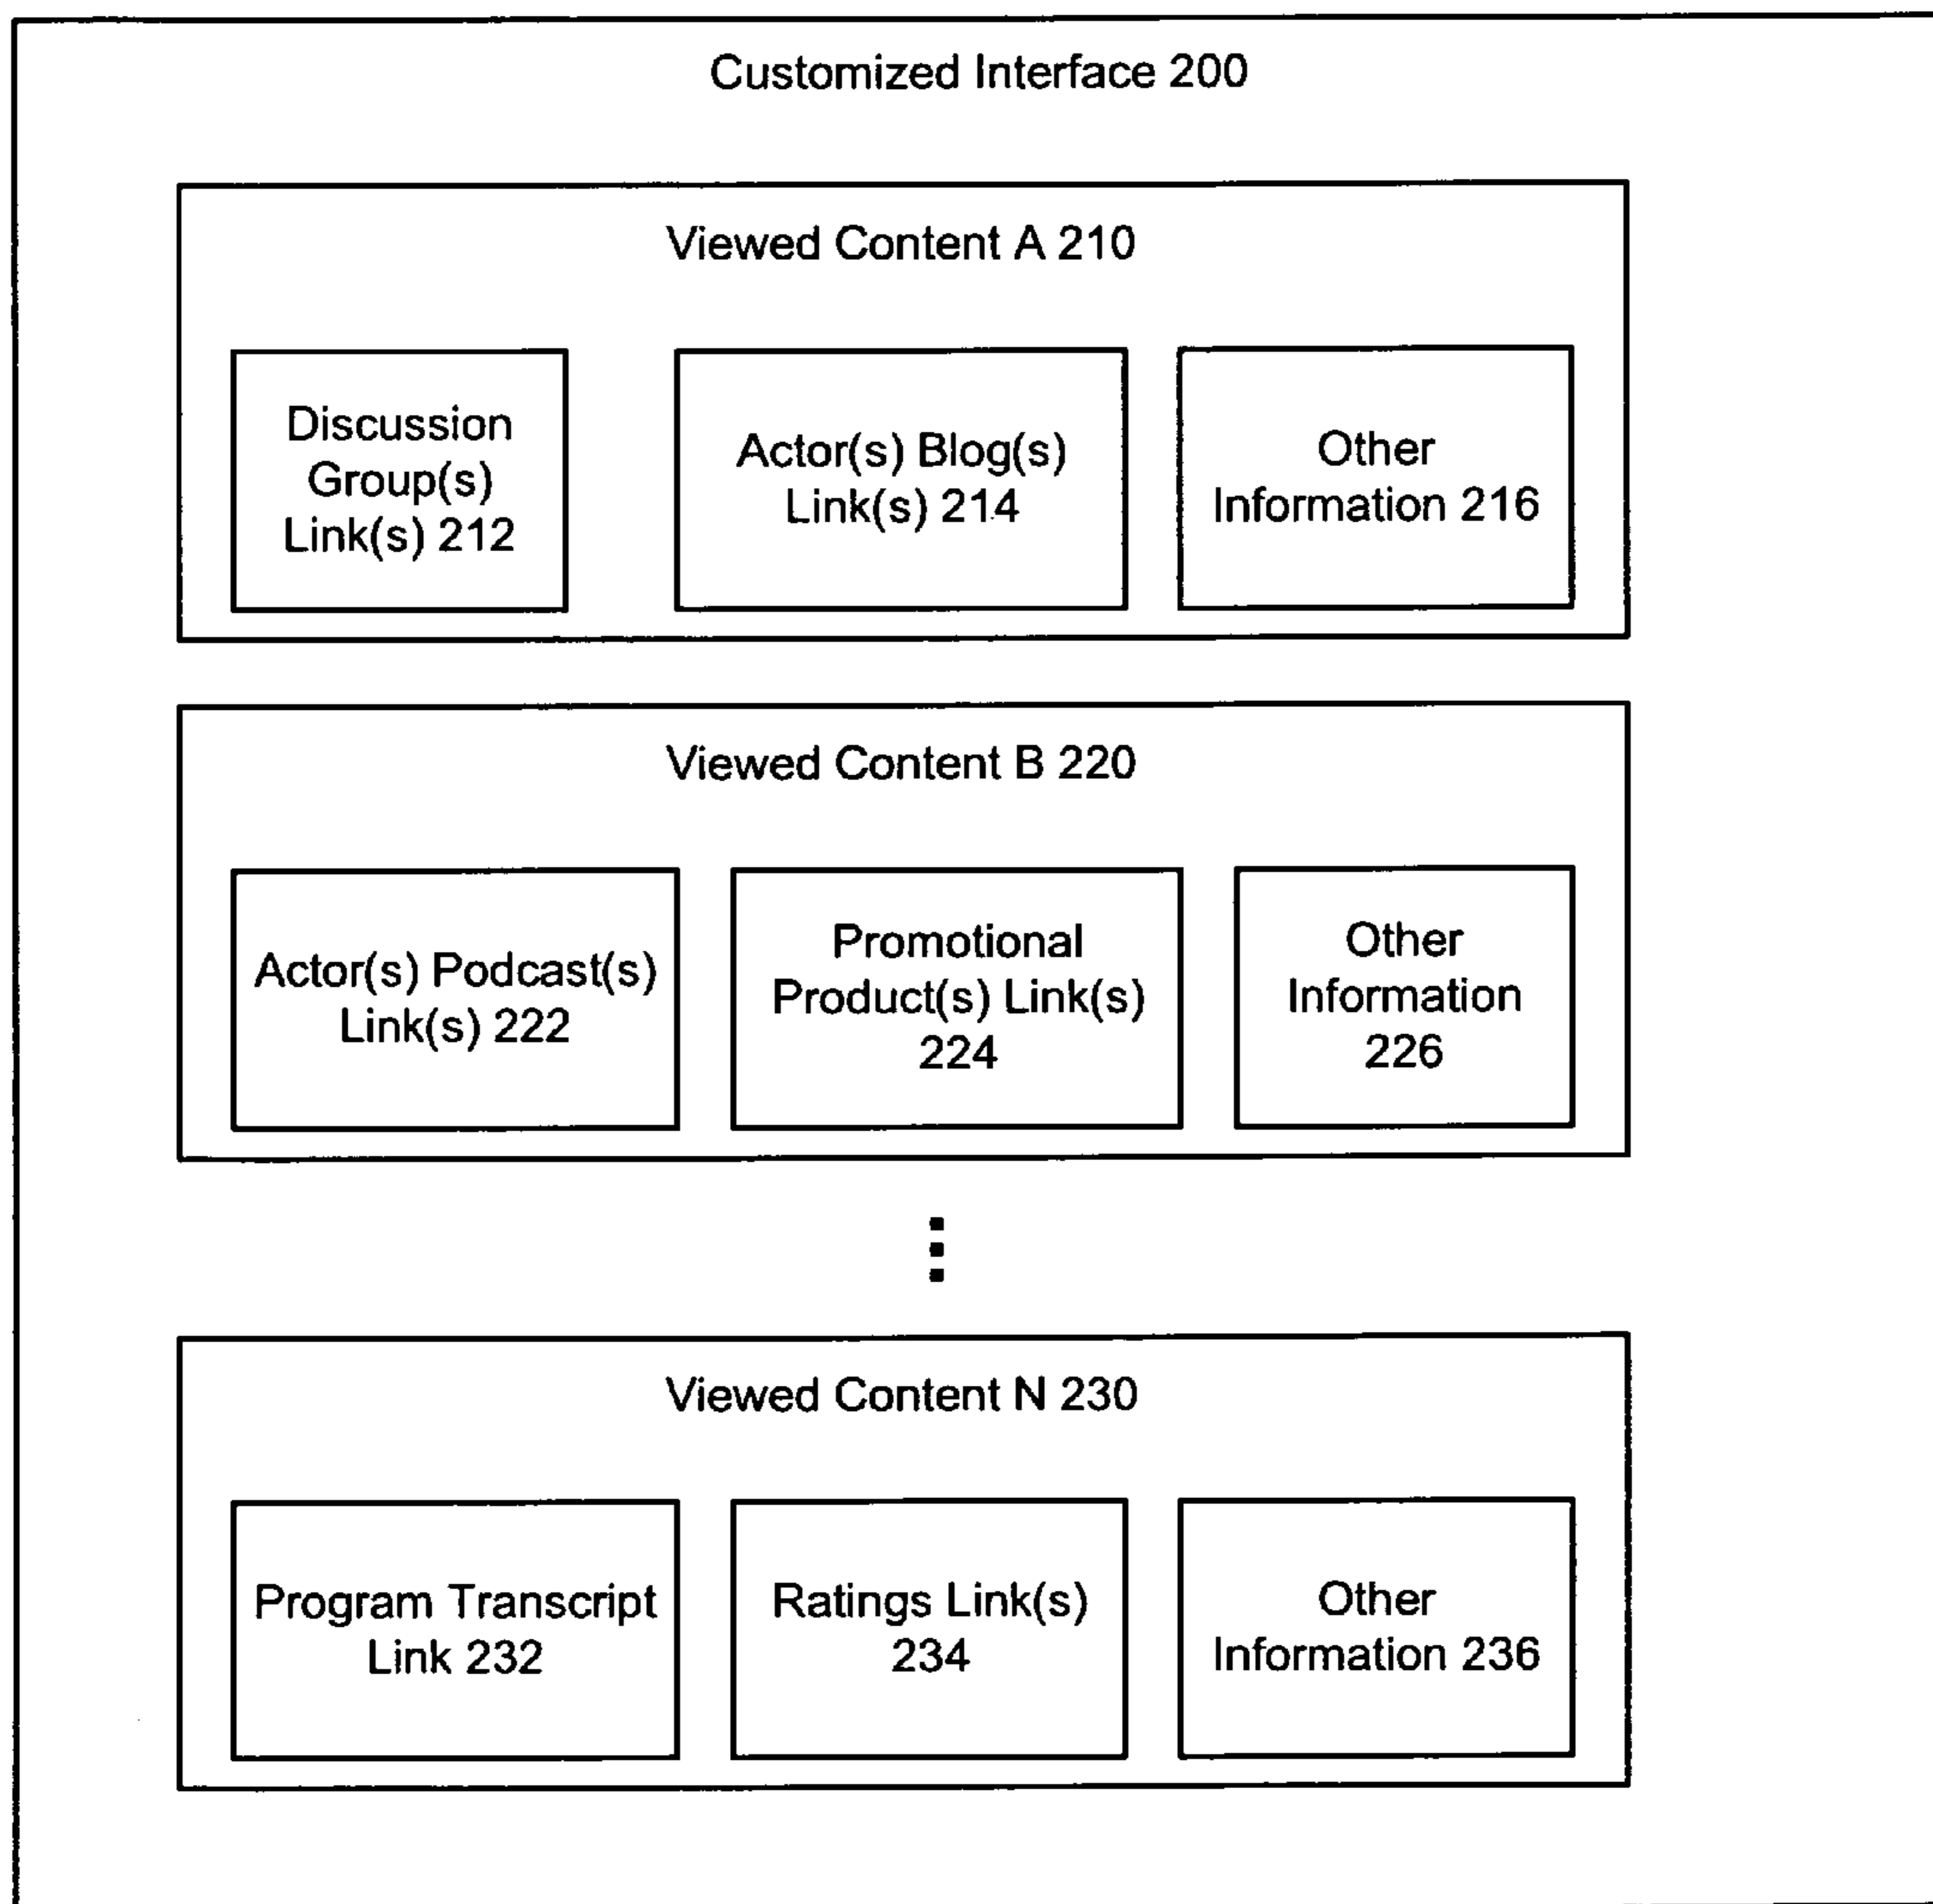 Customized Interface 200
Viewed Content A 210
Discussion
Group(s)
Link(s) 212
Actor(s) Blog(s)
Link(s) 214
Other
Information 216
Viewed Content B 220
Actor(s) Podcast(s)
Link(s) 222
Promotional
Product(s) Link(s)
224
Other
Information
226
Viewed Content N 230
Program Transcript
Link 232
Ratings Link(s)
234
Other
Information 236